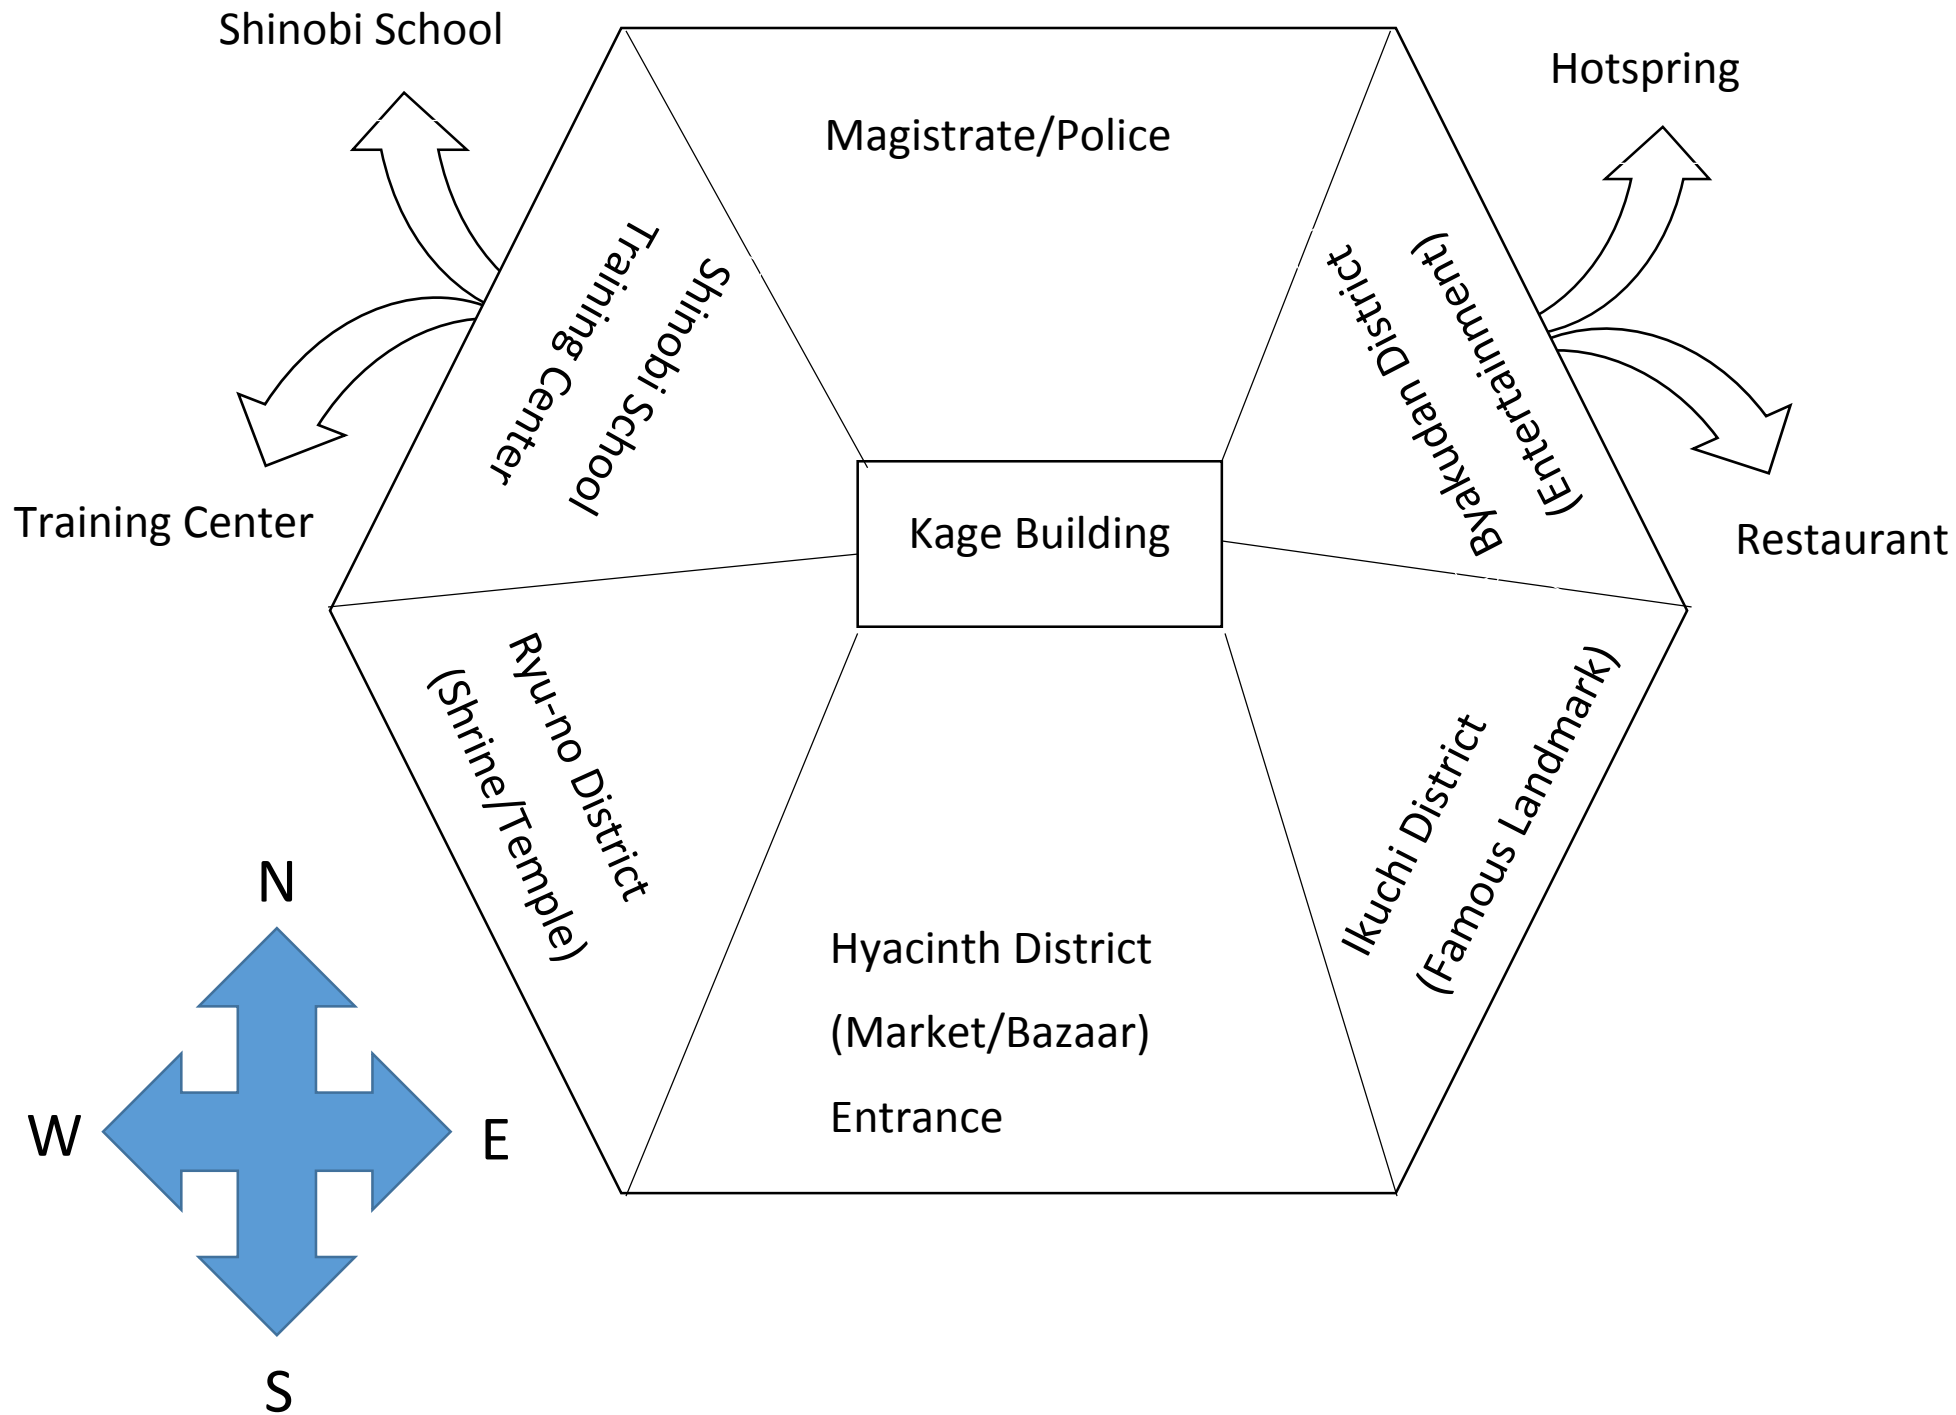 Shinobi School
Hotspring
Magistrate/Police
Training Center
Shinobi School
Byakudan District
(Entertainment)
Training Center
Kage Building
Restaurant
Ryu-no District
(Shrine/Temple)
Ikuchi District
(Famous Landmark)
Hyacinth District
(Market/Bazaar)
Entrance
N
W
E
S